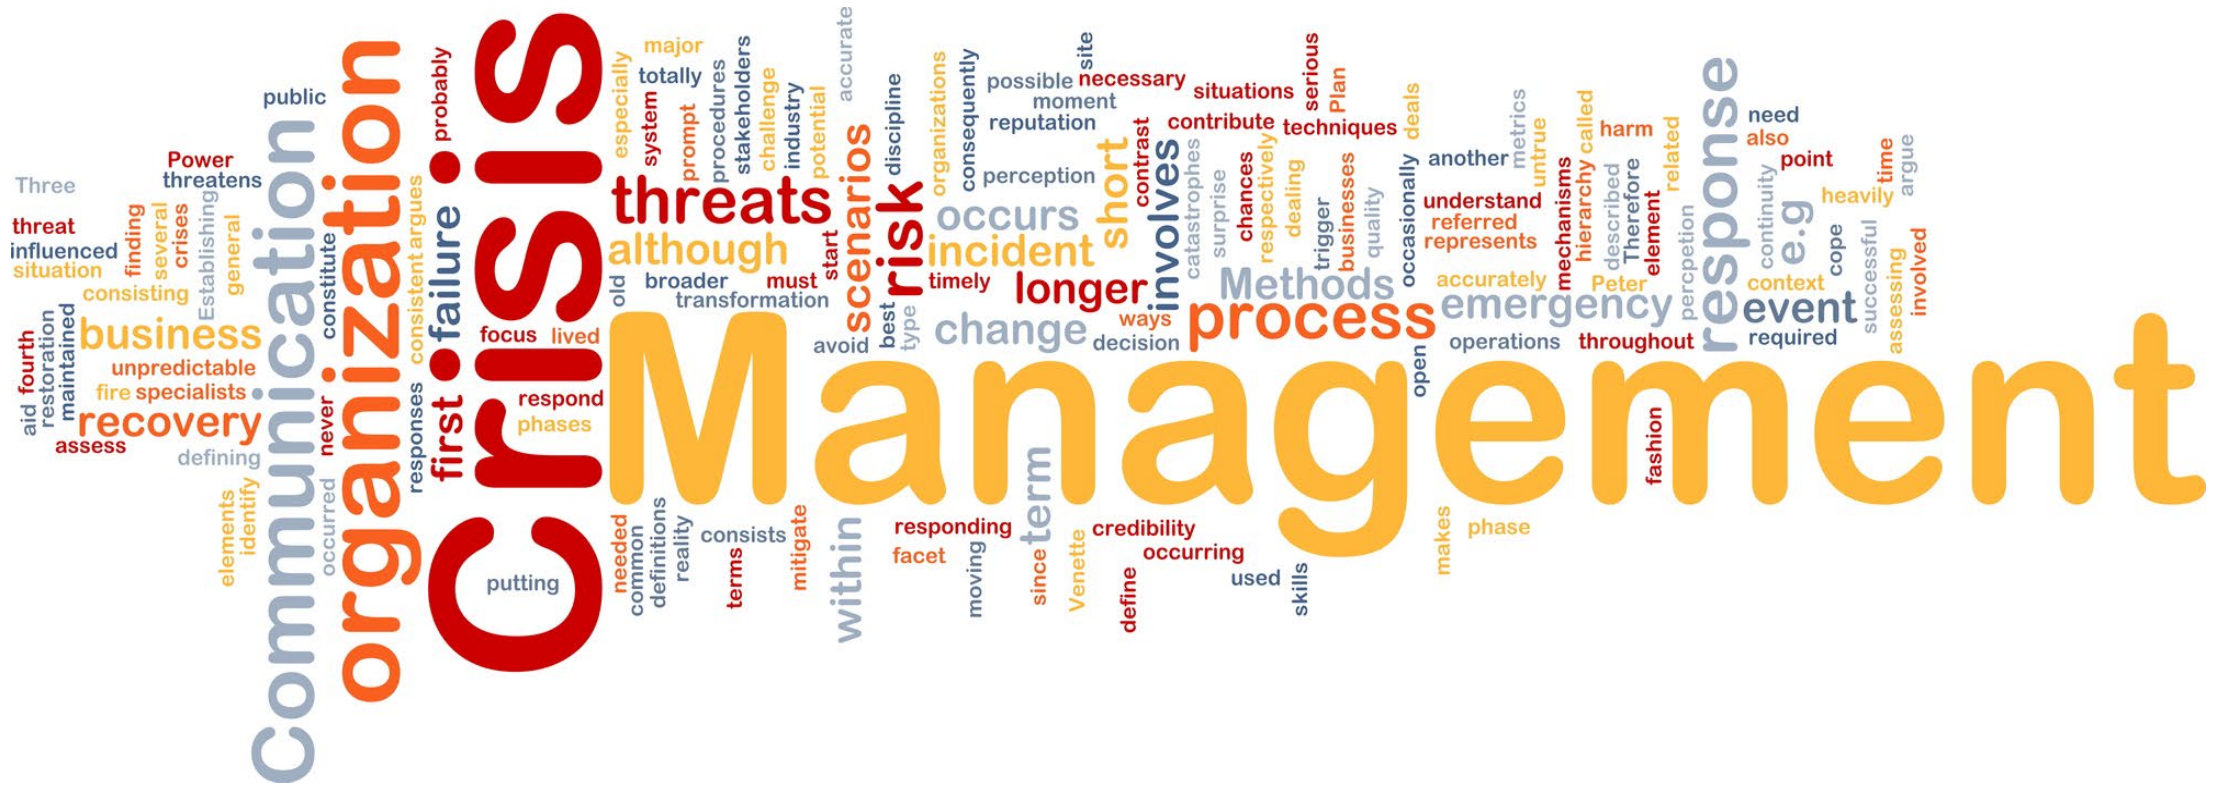 Three
threat
influenced
situation
consisting
fourth
restoration
maintained
aid
Power
threatens
finding
several
crises
Establishing
general
business
unpredictable
fire
specialists
recovery
assess
defining
elements
identify
public
Communication
constitute
never
occurred
organization
consistent
argues
responses
probably
failure
first
Crisis
focus
lived
respond
phases
putting
especially
major
totally
system
prompt
procedures
stakeholders
challenge
industry
potential
accurate
threats
although
old
broader
must
start
transformation
scenarios
avoid
discipline
risk
best
type
organizations
consequently
possible
site
necessary
moment
reputation
perception
occurs
incident
timely
longer
change
ways
decision
short
contrast
involves
situations
serious
Plan
contribute
techniques
catastrophes
surprise
chances
respectively
dealing
trigger
businesses
quality
Methods
process
deals
occasionally
another
metrics
untrue
called
harm
related
understand
referred
represents
mechanisms
hierarchy
described
Therefore
element
accurately
Peter
percpetion
emergency
operations
throughout
open
response
need
also
point
continuity
e.g
cope
heavily
time
argue
context
event
required
successful
assessing
involved
Management
fashion
needed
common
definitions
reality
consists
terms
mitigate
within
responding
facet
moving
term
since
Venette
credibility
occurring
define
used
skills
makes
phase